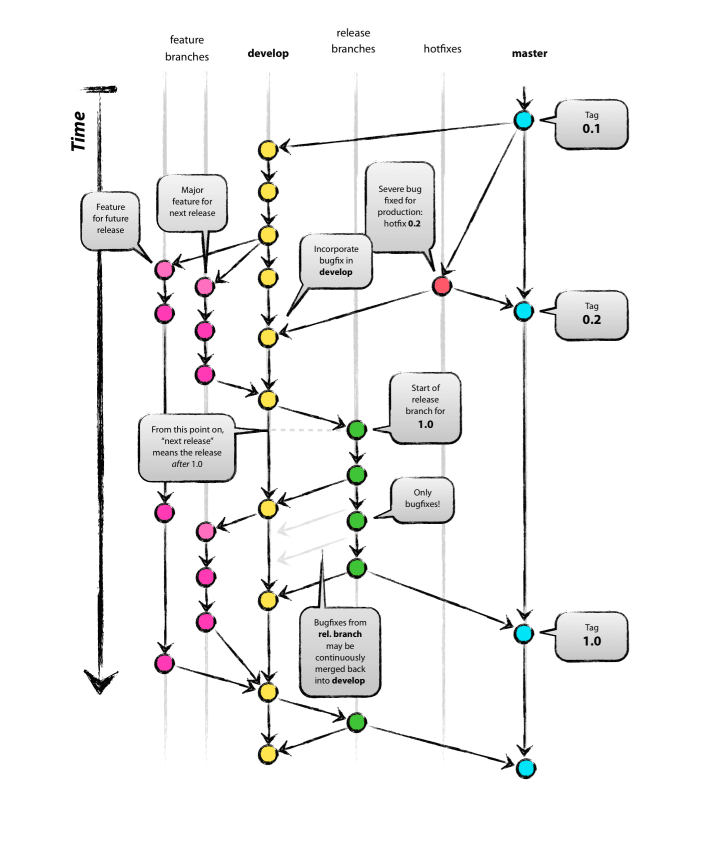 feature
branches
develop
release
branches
hotfixes
master
Time
Tag
0.1
Feature
for future
release
Major
feature for
next release
Severe bug
fixed for
production:
hotfix 0.2
Incorporate
bugfix in
develop
Tag
0.2
Start of
release
branch for
1.0
From this point on,
“next release”
means the release
after 1.0
Only
bugfixes!
Bugfixes from
rel. branch
may be
continuously
merged back
into develop
Tag
1.0